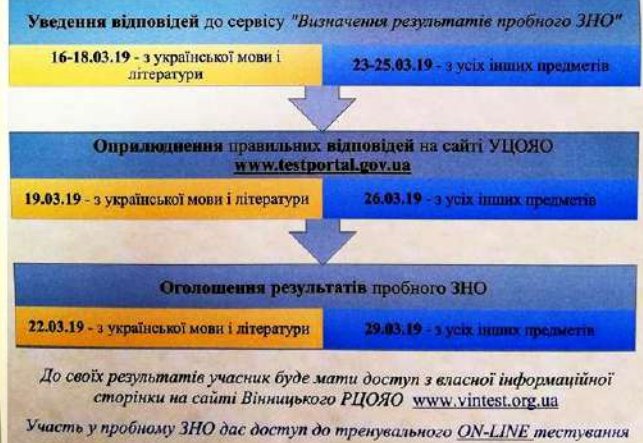 Уведення відповідей до сервісу "Визначення результатів пробного ЗНО"
16-18.03.19 - з української мови і
літератури
23-25.03.19 - з усіх інших предметів
Оприлюднення правильних відповідей на сайті УЦОЯО
www.testportal.gov.ua
19.03.19 - з української мови і літератури
26.03.19 - з усіх інших предметів
Оголошення результатів пробного ЗНО
22.03.19 - з української мови і літератури
29.03.19 - з усіх інших предметів
До своїх результатів учасник буде мати доступ з власної інформаційної
сторінки на сайті Вінницького РЦОЯО www.vintest.org.ua
Участь у пробному ЗНО дає доступ до тренувального ON-LINE тестування